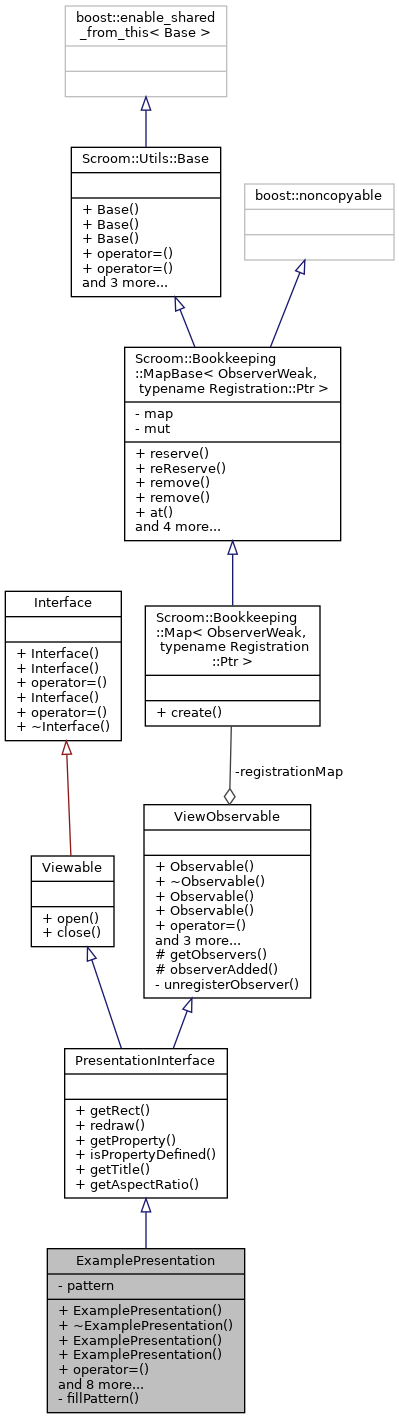 boost::enable_shared
_from_this< Base >
Scroom::Utils::Base
+ Base()
+ Base()
+ Base()
+ operator=()
+ operator=()
and 3 more...
boost::noncopyable
Scroom::Bookkeeping
::MapBase< ObserverWeak,
typename Registration::Ptr >
- map
- mut
+ reserve()
+ reReserve()
+ remove()
+ remove()
+ at()
and 4 more...
Interface
+ Interface()
+ Interface()
+ operator=()
+ Interface()
+ operator=()
+ ~Interface()
Scroom::Bookkeeping
::Map< ObserverWeak,
typename Registration
::Ptr >
+ create()
-registrationMap
ViewObservable
+ Observable()
+ ~Observable()
+ Observable()
+ Observable()
+ operator=()
and 3 more...
# getObservers()
# observerAdded()
- unregisterObserver()
Viewable
+ open()
+ close()
PresentationInterface
+ getRect()
+ redraw()
+ getProperty()
+ isPropertyDefined()
+ getTitle()
+ getAspectRatio()
ExamplePresentation
- pattern
+ ExamplePresentation()
+ ~ExamplePresentation()
+ ExamplePresentation()
+ ExamplePresentation()
+ operator=()
and 8 more...
- fillPattern()